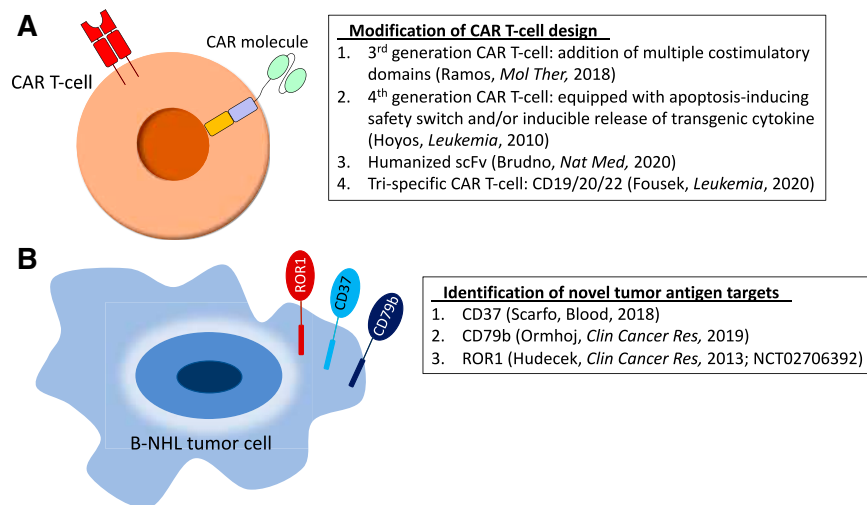 A
CAR T-cell
CAR molecule
Modification of CAR T-cell design
1. 3rd generation CAR T-cell: addition of multiple costimulatory
domains (Ramos, Mol Ther, 2018)
2. 4th generation CAR T-cell: equipped with apoptosis-inducing
safety switch and/or inducible release of transgenic cytokine
(Hoyos, Leukemia, 2010)
3. Humanized scFv (Brudno, Nat Med, 2020)
4. Tri-specific CAR T-cell: CD19/20/22 (Fousek, Leukemia, 2020)
B
ROR1
CD37
CD79b
B-NHL tumor cell
Identification of novel tumor antigen targets
1. CD37 (Scarfo, Blood, 2018)
2. CD79b (Ormhoj, Clin Cancer Res, 2019)
3. ROR1 (Hudecek, Clin Cancer Res, 2013; NCT02706392)